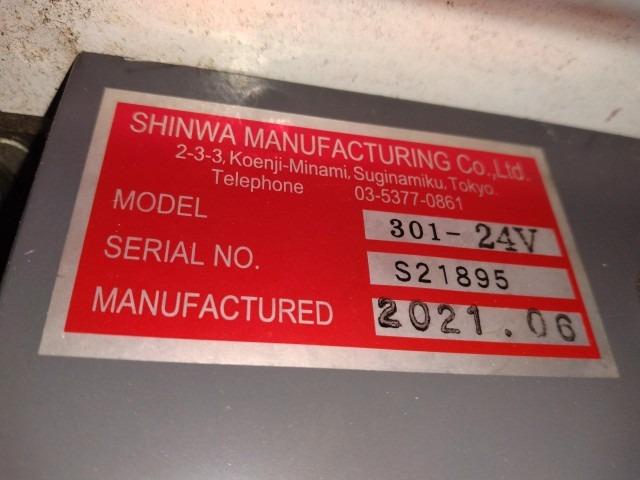 SHINWA MANUFACTURING Co.,Ltd.
2-3-3, Koenji-Minami, Suginamiku, Tokyo.
Telephone 03-5377-0861
MODEL 301-24V
SERIAL NO. S21895
MANUFACTURED 2021.06